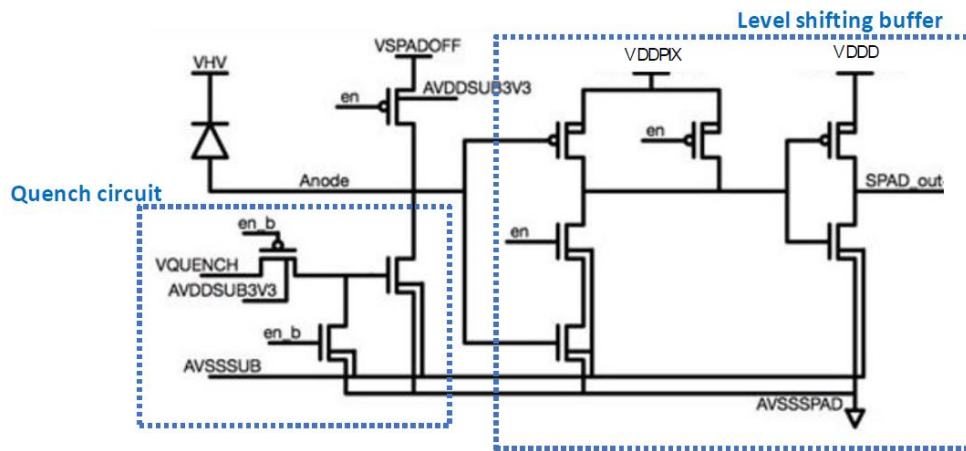 Level shifting buffer
VSPADOFF
VDDPIX
VDDD
VHV
en
AVDDSUB3V3
en
Anode
SPAD_out
Quench circuit
en_b
en
VQUENCH
AVDDSUB3V3
en_b
AVSSSUB
AVSSSPAD